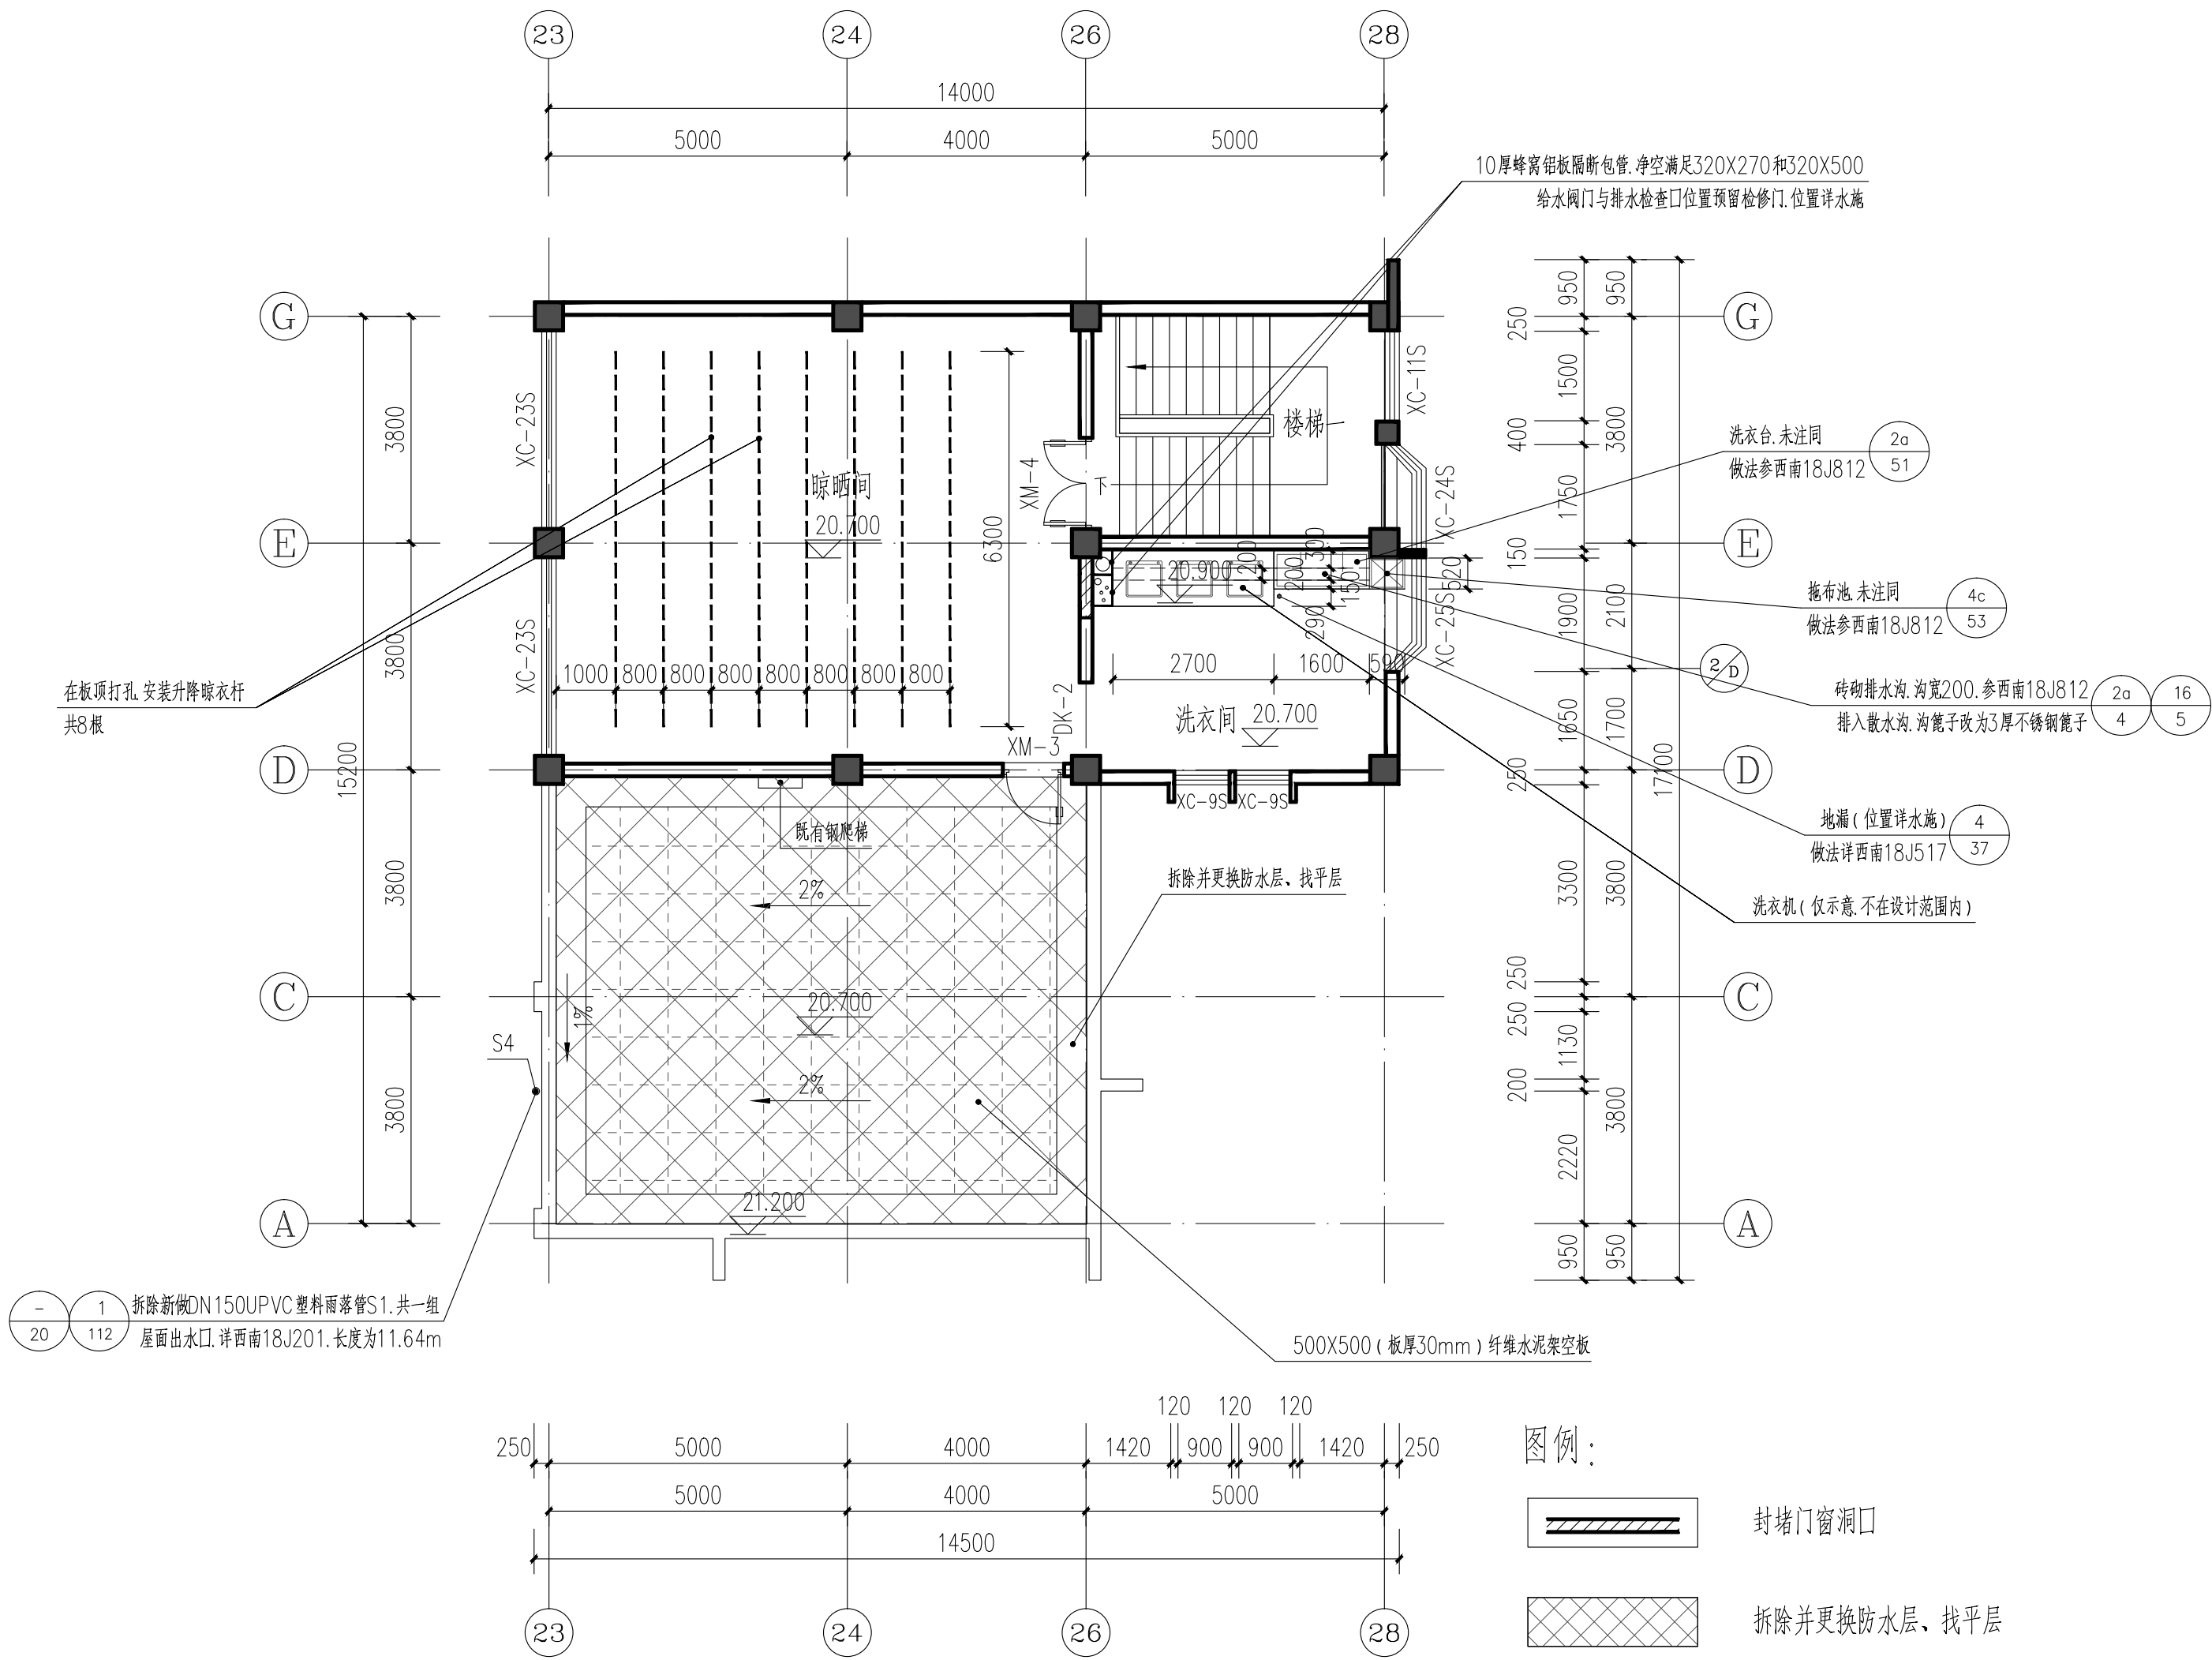 23
24
26
28
14000
5000
4000
5000
10厚蜂窝铝板隔断包管.净空满足320X270和320X500
给水阀门与排水检查口位置预留检修门.位置详水施
G
E
D
C
A
15200
3800
3800
3800
3800
XC-23S
XC-23S
晾晒间
20.700
6300
1000
800
800
800
800
800
800
800
在板顶打孔.安装升降晾衣杆
共8根
XM-4
下
楼梯
XC-11S
XC-24S
XC-25S
20.900
200
200
300
150
290
520
2700
1600
590
洗衣间
20.700
DK-2
XM-3
XC-9S
XC-9S
既有钢爬梯
2%
20.700
2%
1%
S4
21.200
拆除并更换防水层、找平层
洗衣台.未注同
做法参西南18J812
2a
51
拖布池.未注同
做法参西南18J812
4c
53
2
D
砖砌排水沟.沟宽200.参西南18J812
排入散水沟.沟篦子改为3厚不锈钢篦子
2a
4
16
5
地漏(位置详水施)
做法详西南18J517
4
37
洗衣机(仅示意.不在设计范围内)
250
400
150
250
250
250
200
950
1500
1750
1900
1650
3300
1130
2220
950
950
3800
2100
1700
3800
3800
950
17100
G
E
D
C
A
-
20
1
112
拆除新做DN150UPVC塑料雨落管S1.共一组
屋面出水口.详西南18J201.长度为11.64m
500X500(板厚30mm)纤维水泥架空板
120
120
120
250
5000
4000
1420
900
900
1420
250
5000
4000
5000
14500
23
24
26
28
图例:
封堵门窗洞口
拆除并更换防水层、找平层